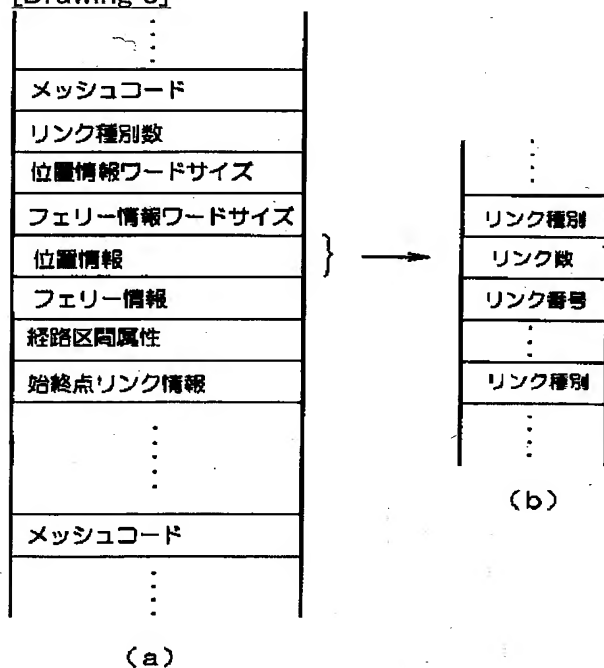 [Drawing 3]
メッシュコード
リンク種別数
位置情報ワードサイズ
フェリー情報ワードサイズ
位置情報
フェリー情報
経路区間属性
始終点リンク情報
メッシュコード
(a)
リンク種別
リンク数
リンク番号
リンク種別
(b)